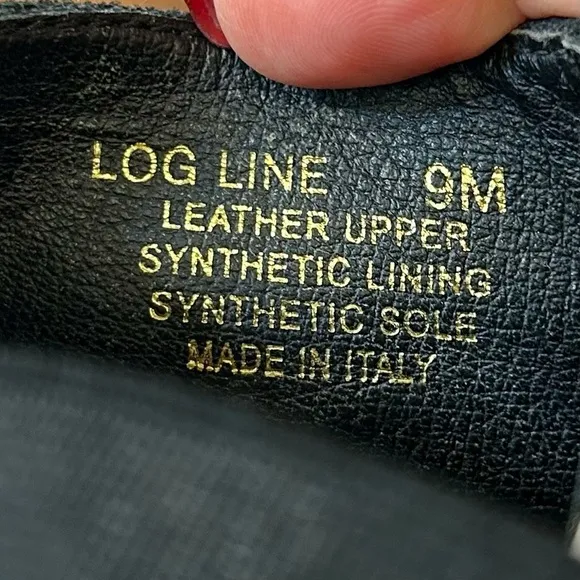 LOG LINE 9M
LEATHER UPPER
SYNTHETIC LINING
SYNTHETIC SOLE
MADE IN ITALY